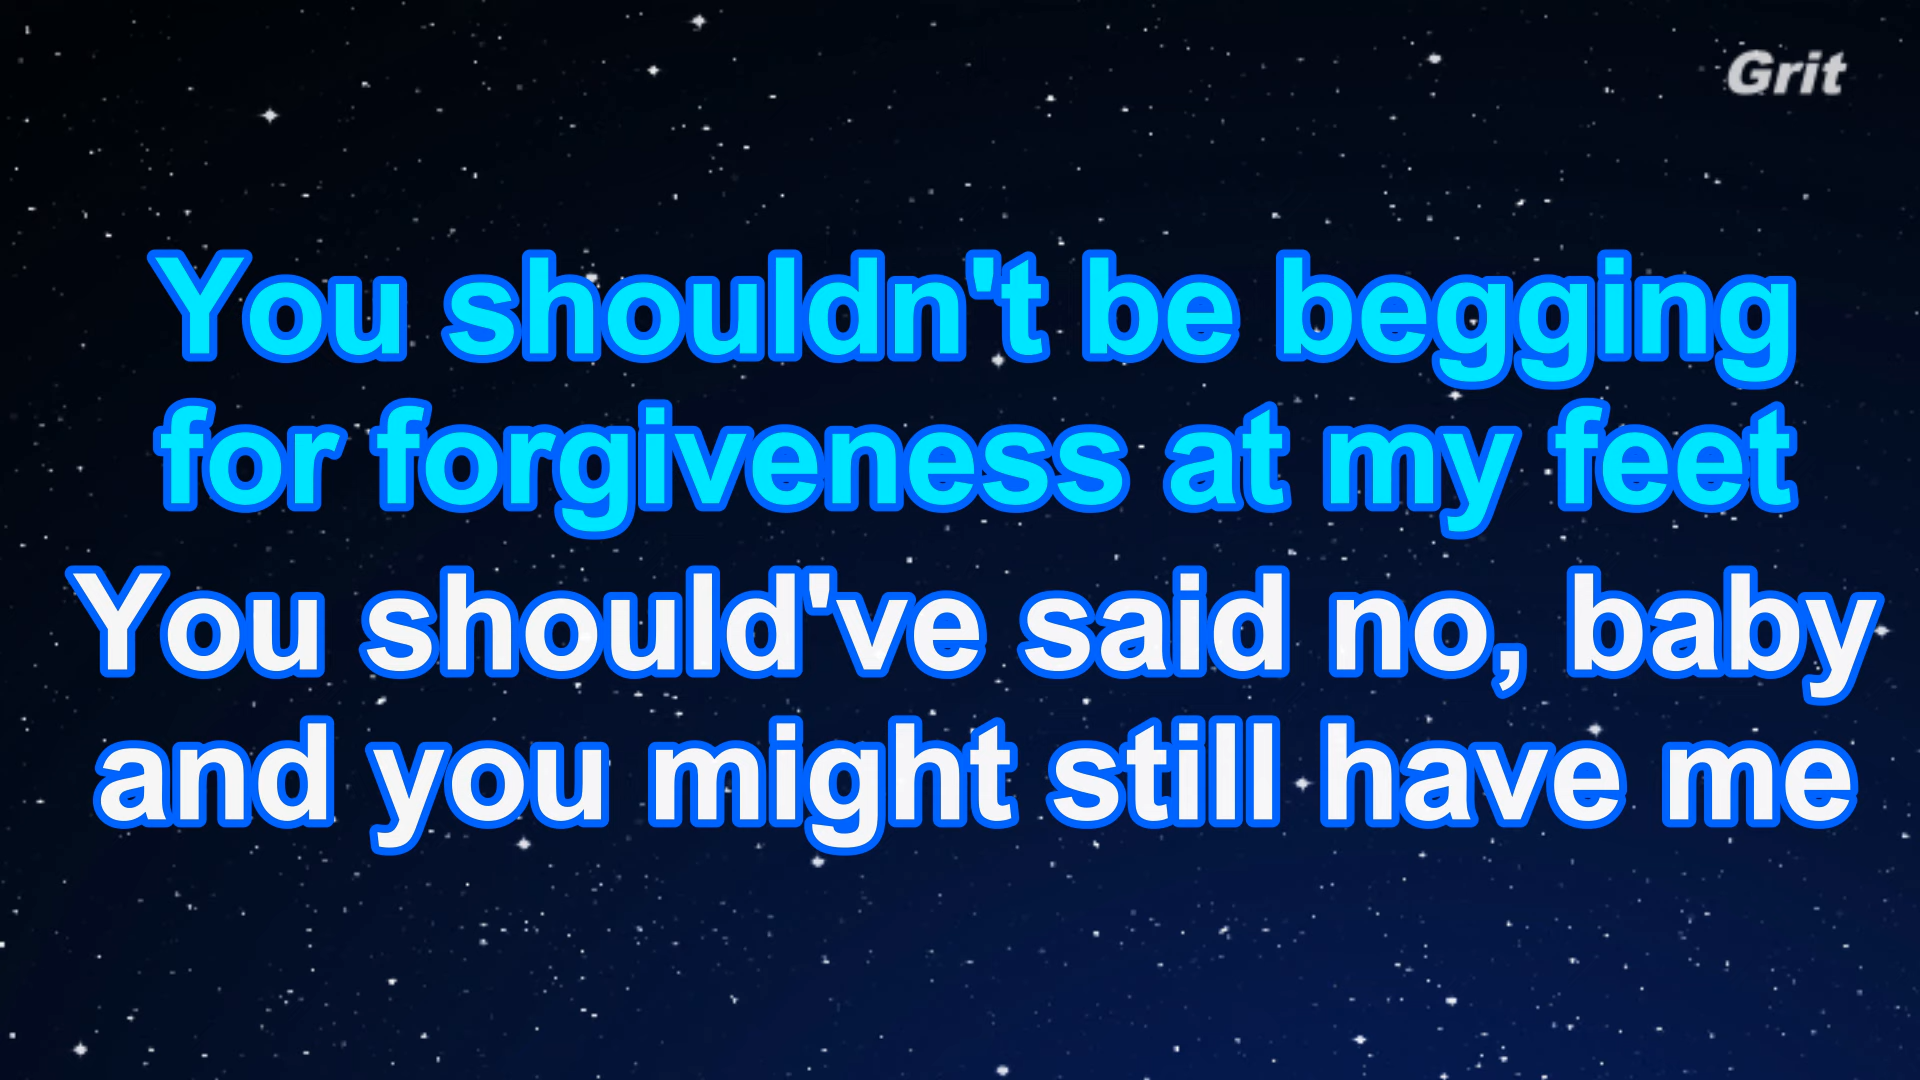 Grit
You shouldn't be begging
for forgiveness at my feet
You should've said no, baby
and you might still have me